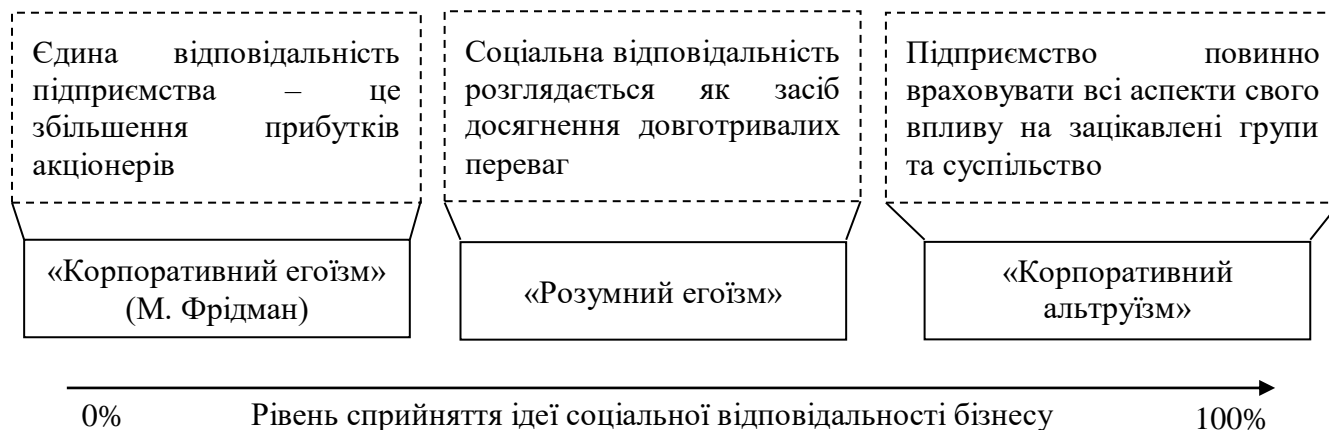 Єдина відповідальність
підприємства – це
збільшення прибутків
акціонерів
Соціальна відповідальність
розглядається як засіб
досягнення довготривалих
переваг
Підприємство повинно
враховувати всі аспекти свого
впливу на зацікавлені групи
та суспільство
«Корпоративний егоїзм»
(М. Фрідман)
«Розумний егоїзм»
«Корпоративний
альтруїзм»
0% Рівень сприйняття ідеї соціальної відповідальності бізнесу 100%